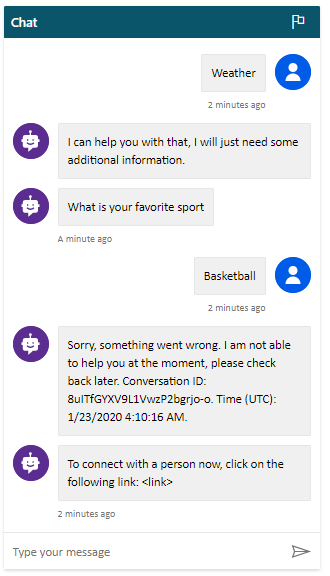 Chat
Weather
2 minutes ago
I can help you with that, I will just need some
additional information.
What is your favorite sport
A minute ago
Basketball
2 minutes ago
Sorry, something went wrong. I am not able
to help you at the moment, please check
back later. Conversation ID:
8uITfGYXV9L1VwzP2bgrjo-o. Time (UTC):
1/23/2020 4:10:16 AM.
To connect with a person now, click on the
following link: <link>
2 minutes ago
Type your message